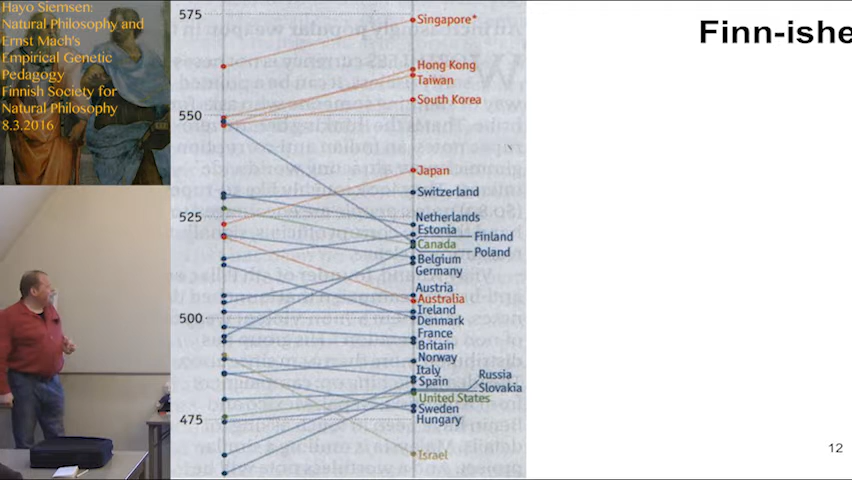 Hayo Siemsen:
Natural Philosophy and
Ernst Mach's
Empirical Genetic
Pedagogy
Finnish Society for
Natural Philosophy
8.3.2016
Finn-ishe
575
550
525
500
475
Singapore*
Hong Kong
Taiwan
South Korea
Japan
Switzerland
Netherlands
Estonia
Finland
Canada
Poland
Belgium
Germany
Austria
Australia
Ireland
Denmark
France
Britain
Norway
Italy
Spain
Russia
Slovakia
United States
Sweden
Hungary
Israel
12